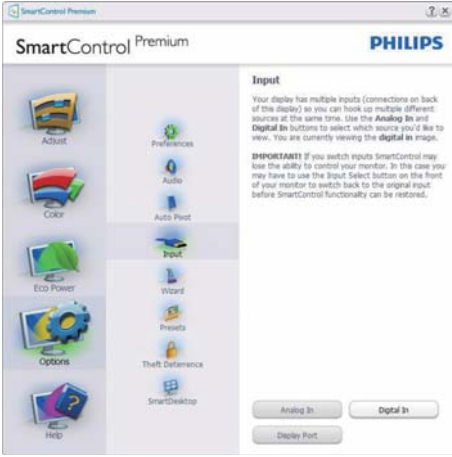 SmartControl Premium
SmartControl Premium
PHILIPS
Adjust
Color
Eco Power
Options
Help
Preferences
Audio
Auto Pivot
Input
Wizard
Presets
Theft Deterrence
SmartDesktop
Input
Your display has multiple inputs (connections on back
of this display) so you can hook up multiple different
sources at the same time. Use the Analog In and
Digital In buttons to select which source you'd like to
view. You are currently viewing the digital in image.
IMPORTANT! If you switch inputs SmartControl may
lose the ability to control your monitor. In this case you
may have to use the Input Select button on the front
of your monitor to switch back to the original input
before SmartControl functionality can be restored.
Analog In
Digital In
Display Port